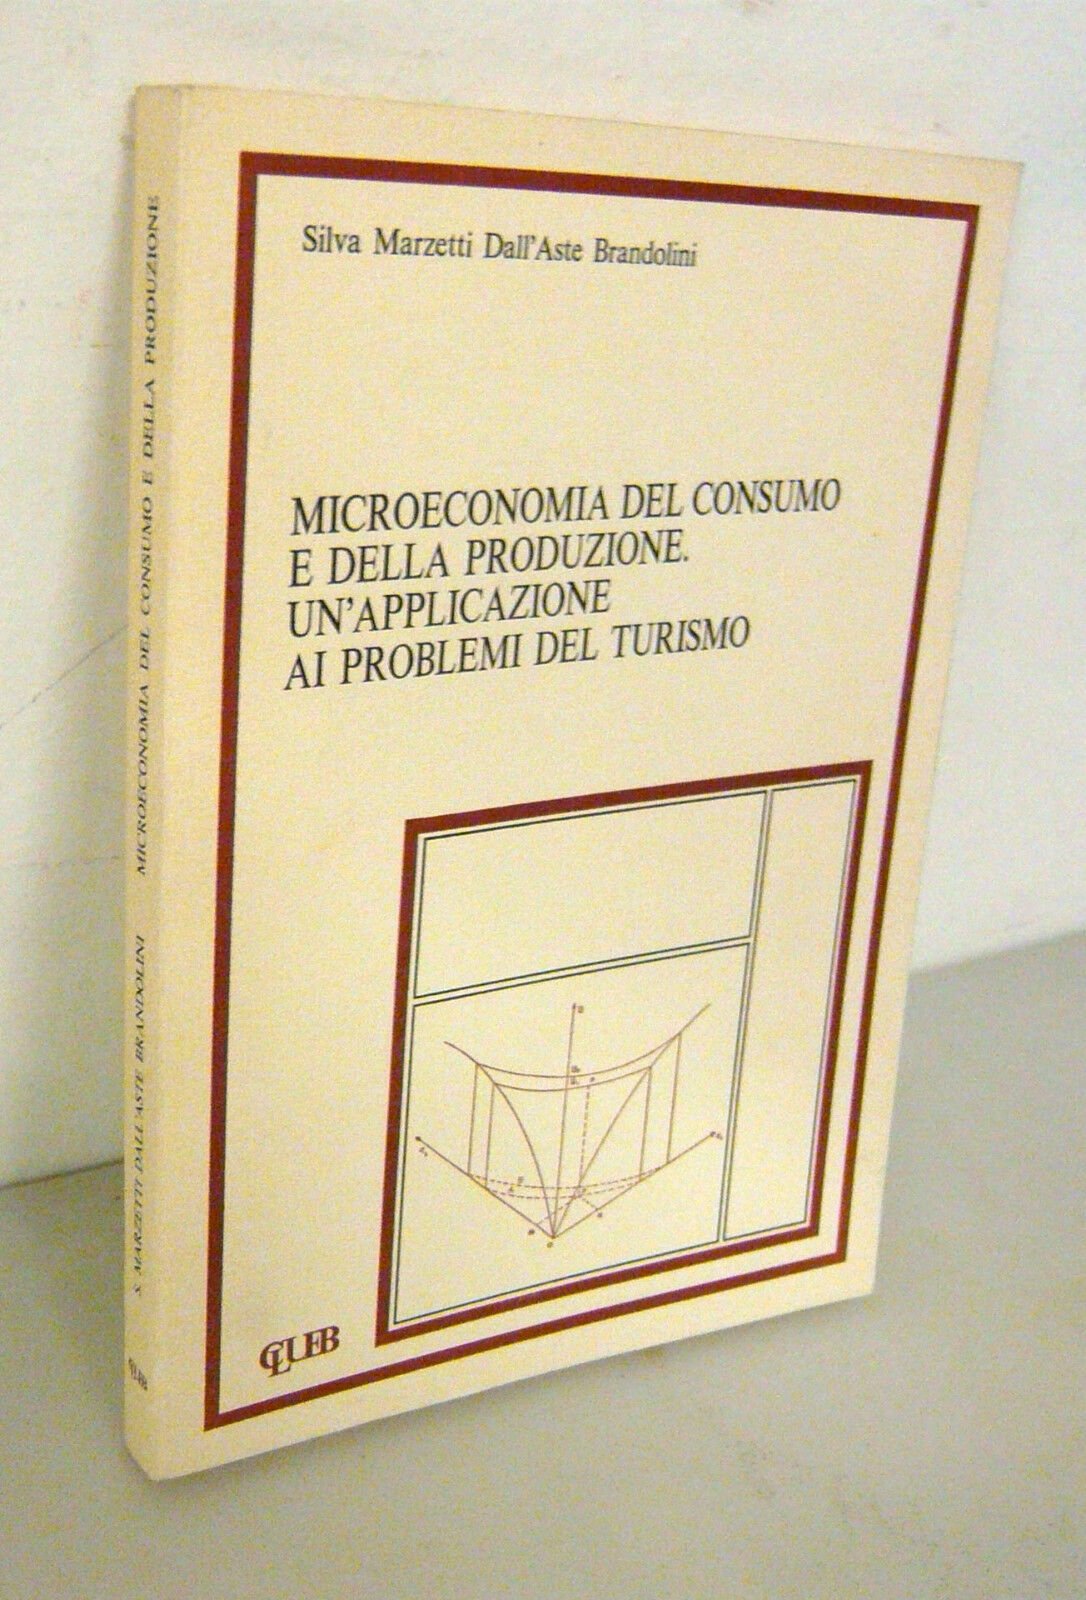 Silva Marzetti Dall'Aste Brandolini
MICROECONOMIA DEL CONSUMO
E DELLA PRODUZIONE.
UN'APPLICAZIONE
AI PROBLEMI DEL TURISMO
CLUEB
S. MARZETTI DALL'ASTE BRANDOLINI MICROECONOMIA DEL CONSUMO E DELLA PRODUZIONE
CLUEB